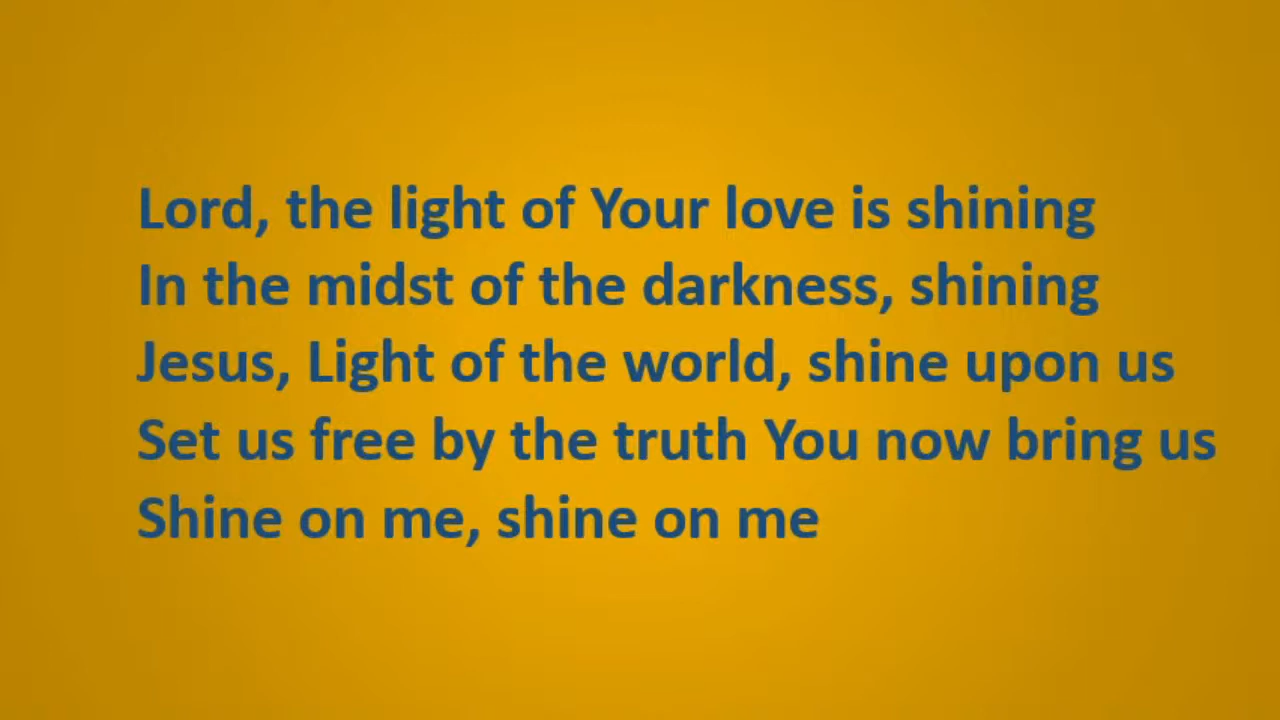 Lord, the light of Your love is shining
In the midst of the darkness, shining
Jesus, Light of the world, shine upon us
Set us free by the truth You now bring us
Shine on me, shine on me